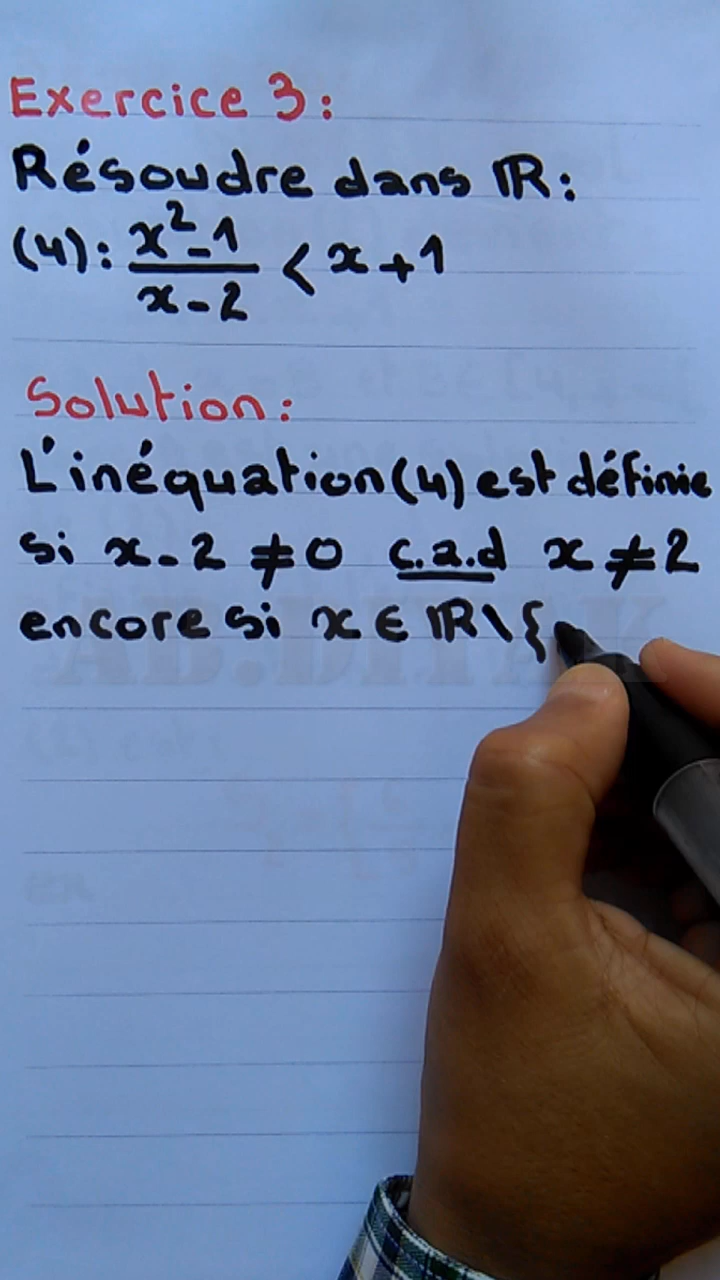 Exercice 3:
Résoudre dans ℝ:
(4): (x²-1)/(x-2) < x+1
Solution:
L'inéquation(4) est définie
si x-2≠0 c.a.d x≠2
encore si x∈ℝ\{